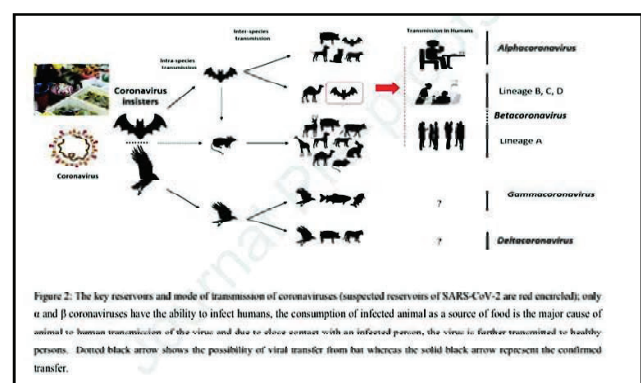 Inter-species
transmission
Transmission in Humans
Intra-species
transmission
Coronavirus
insisters
Coronavirus
Alphacoronavirus
Lineage B, C, D
Betacoronavirus
Lineage A
Gammacoronavirus
?
Deltacoronavirus
?
Journal Pre-proofs
Figure 2: The key reservoirs and mode of transmission of coronaviruses (suspected reservoirs of SARS-CoV-2 are red encircled); only
α and β coronaviruses have the ability to infect humans, the consumption of infected animal as a source of food is the major cause of
animal to human transmission of the virus and due to close contact with an infected person, the virus is further transmitted to healthy
persons. Dotted black arrow shows the possibility of viral transfer from bat whereas the solid black arrow represent the confirmed
transfer.